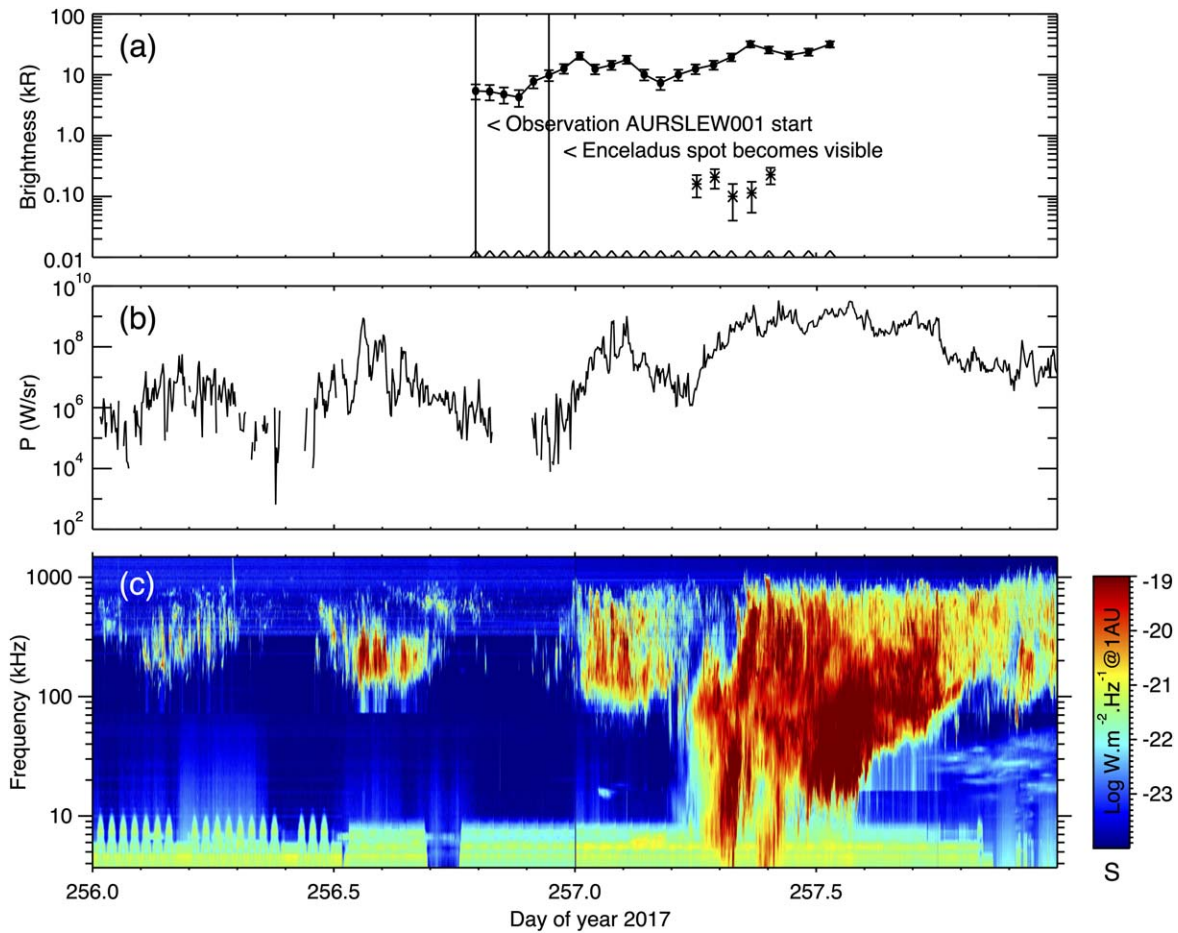 (a)
100
10
1.0
0.10
0.01
Brightness (kR)
< Observation AURSLEW001 start
< Enceladus spot becomes visible
(b)
10^10
10^8
10^6
10^4
10^2
P (W/sr)
(c)
1000
100
10
Frequency (kHz)
256.0 256.5 257.0 257.5
Day of year 2017
-19
-20
-21
-22
-23
Log W.m^-2.Hz^-1@1AU
S